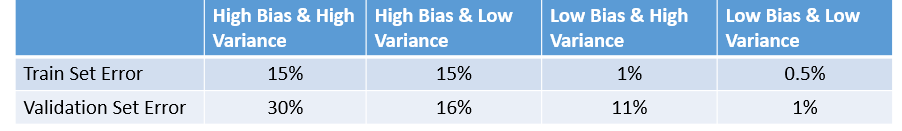 High Bias & High Variance High Bias & Low Variance Low Bias & High Variance Low Bias & Low Variance
Train Set Error 15% 15% 1% 0.5%
Validation Set Error 30% 16% 11% 1%